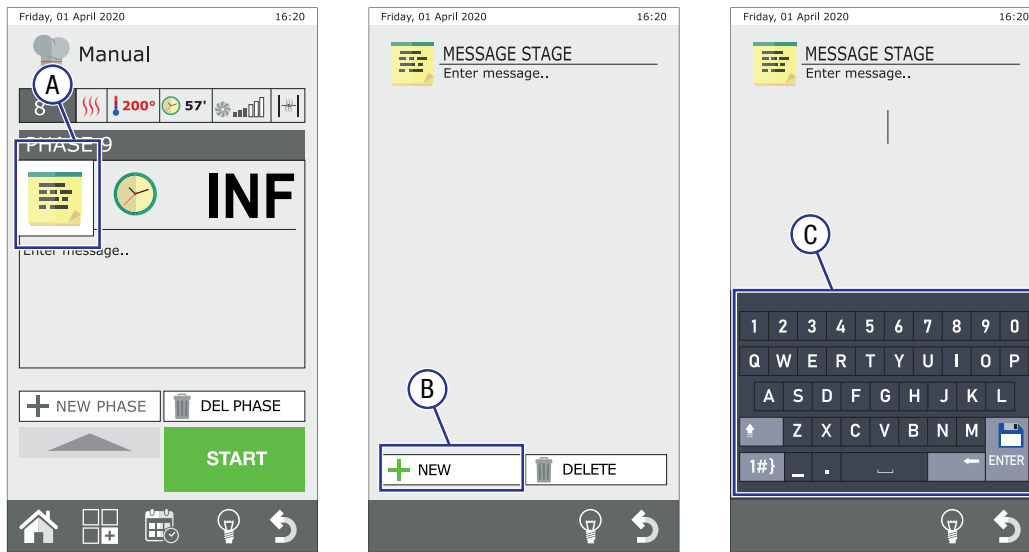 Friday, 01 April 2020 16:20
Manual
A
8 200° 57'
PHASE 9
INF
Enter message..
NEW PHASE DEL PHASE
START
Friday, 01 April 2020 16:20
MESSAGE STAGE
Enter message..
B
NEW DELETE
Friday, 01 April 2020 16:20
MESSAGE STAGE
Enter message..
C
1 2 3 4 5 6 7 8 9 0
Q W E R T Y U I O P
A S D F G H J K L
Z X C V B N M
1#} _ . ENTER